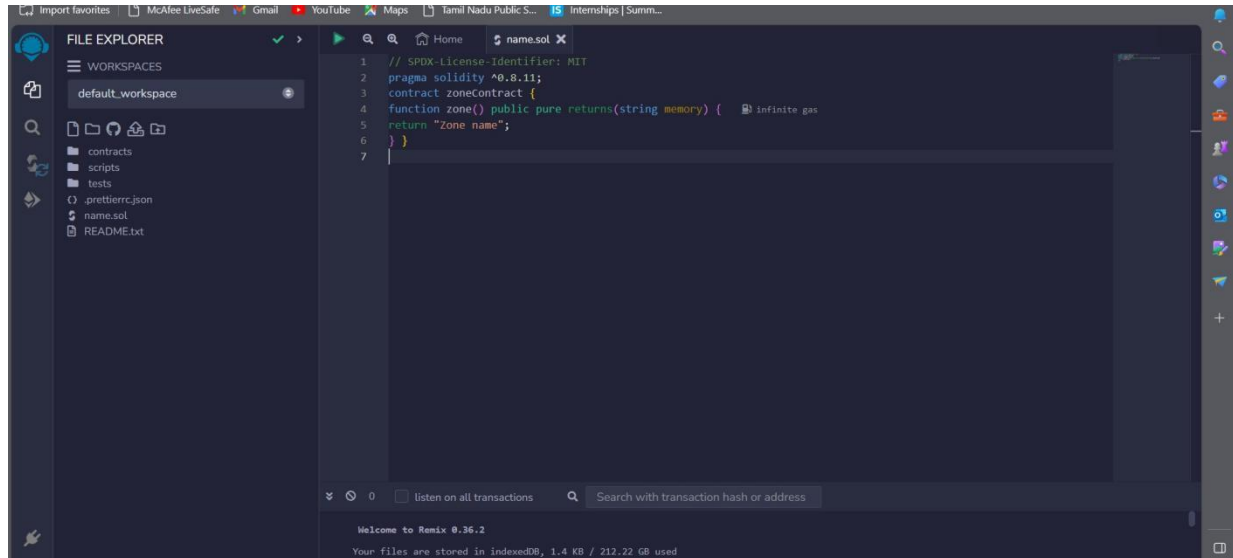 Import favorites | McAfee LiveSafe Gmail YouTube Maps Tamil Nadu Public S... IS Internships | Summ...
FILE EXPLORER
WORKSPACES
default_workspace
contracts
scripts
tests
.prettierrc.json
name.sol
README.txt
Home name.sol
1 // SPDX-License-Identifier: MIT
2 pragma solidity ^0.8.11;
3 contract zoneContract {
4 function zone() public pure returns(string memory) { infinite gas
5 return "Zone name";
6 } }
7
0 listen on all transactions Search with transaction hash or address
Welcome to Remix 0.36.2
Your files are stored in indexedDB, 1.4 KB / 212.22 GB used